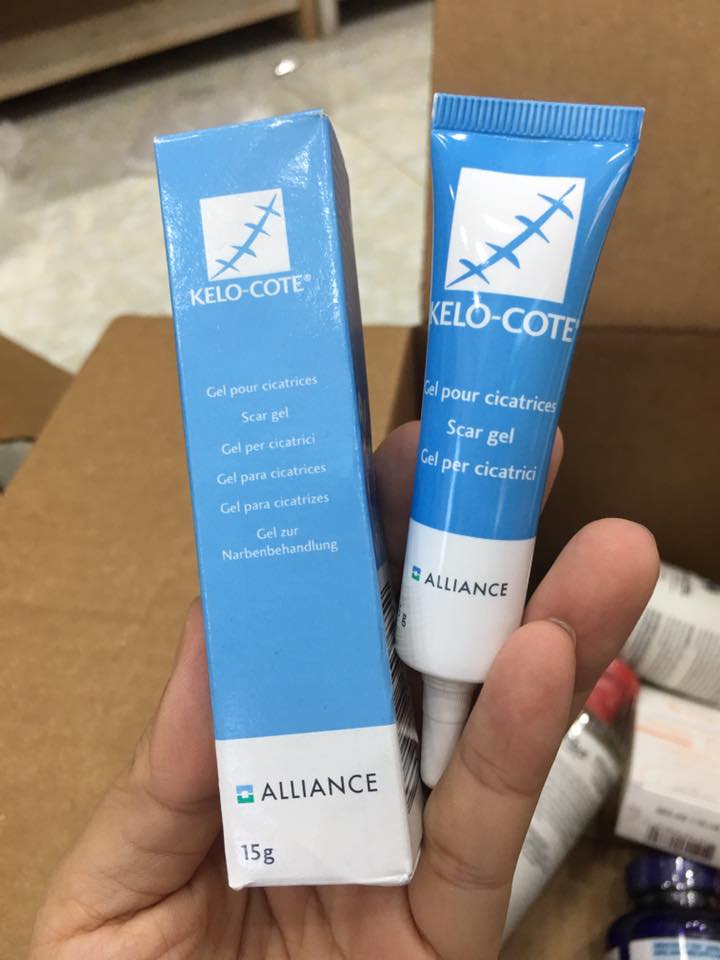 KELO-COTE®
Gel pour cicatrices
Scar gel
Gel per cicatrici
Gel para cicatrices
Gel para cicatrizes
Gel zur
Narbenbehandlung
ALLIANCE
15g
KELO-COTE
Gel pour cicatrices
Scar gel
Gel per cicatrici
ALLIANCE
g